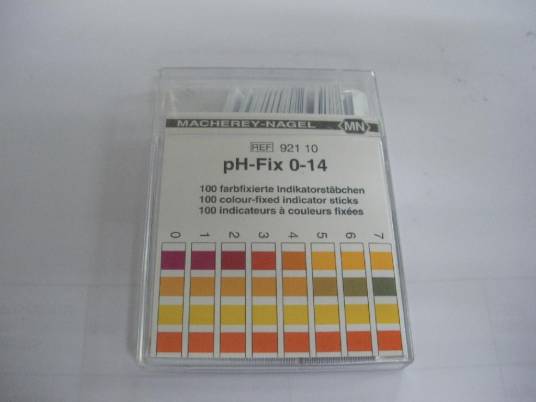 MACHEREY-NAGEL MN
REF 921 10
pH-Fix 0-14
100 farbfixierte Indikatorstäbchen
100 colour-fixed indicator sticks
100 indicateurs à couleurs fixées
0 1 2 3 4 5 6 7